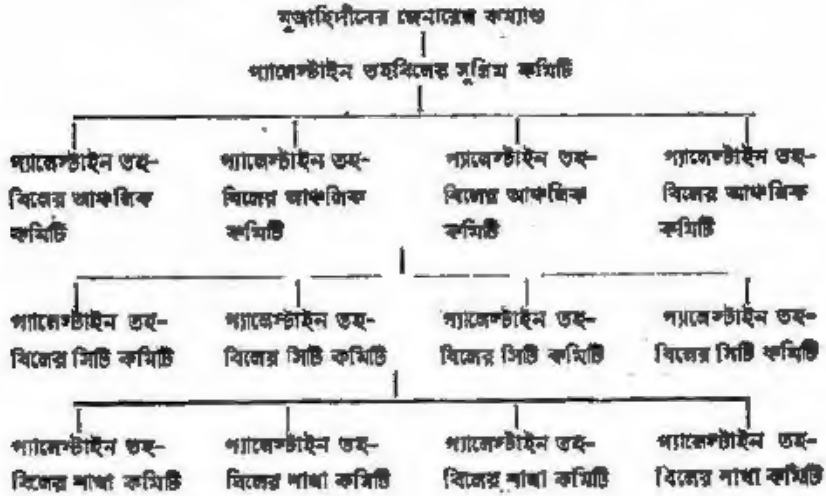 মুজাহিদীনের জেনারেল কম্যাণ্ড
প্যালেস্টাইন তহবিলের সুপ্রিম কমিটি
প্যালেস্টাইন তহ- প্যালেস্টাইন তহ- প্যালেস্টাইন তহ- প্যালেস্টাইন তহ-
বিলের আঞ্চলিক বিলের আঞ্চলিক বিলের আঞ্চলিক বিলের আঞ্চলিক
কমিটি কমিটি কমিটি কমিটি
প্যালেস্টাইন তহ- প্যালেস্টাইন তহ- প্যালেস্টাইন তহ- প্যালেস্টাইন তহ-
বিলের সিটি কমিটি বিলের সিটি কমিটি বিলের সিটি কমিটি বিলের সিটি কমিটি
প্যালেস্টাইন তহ- প্যালেস্টাইন তহ- প্যালেস্টাইন তহ- প্যালেস্টাইন তহ-
বিলের শাখা কমিটি বিলের শাখা কমিটি বিলের শাখা কমিটি বিলের শাখা কমিটি